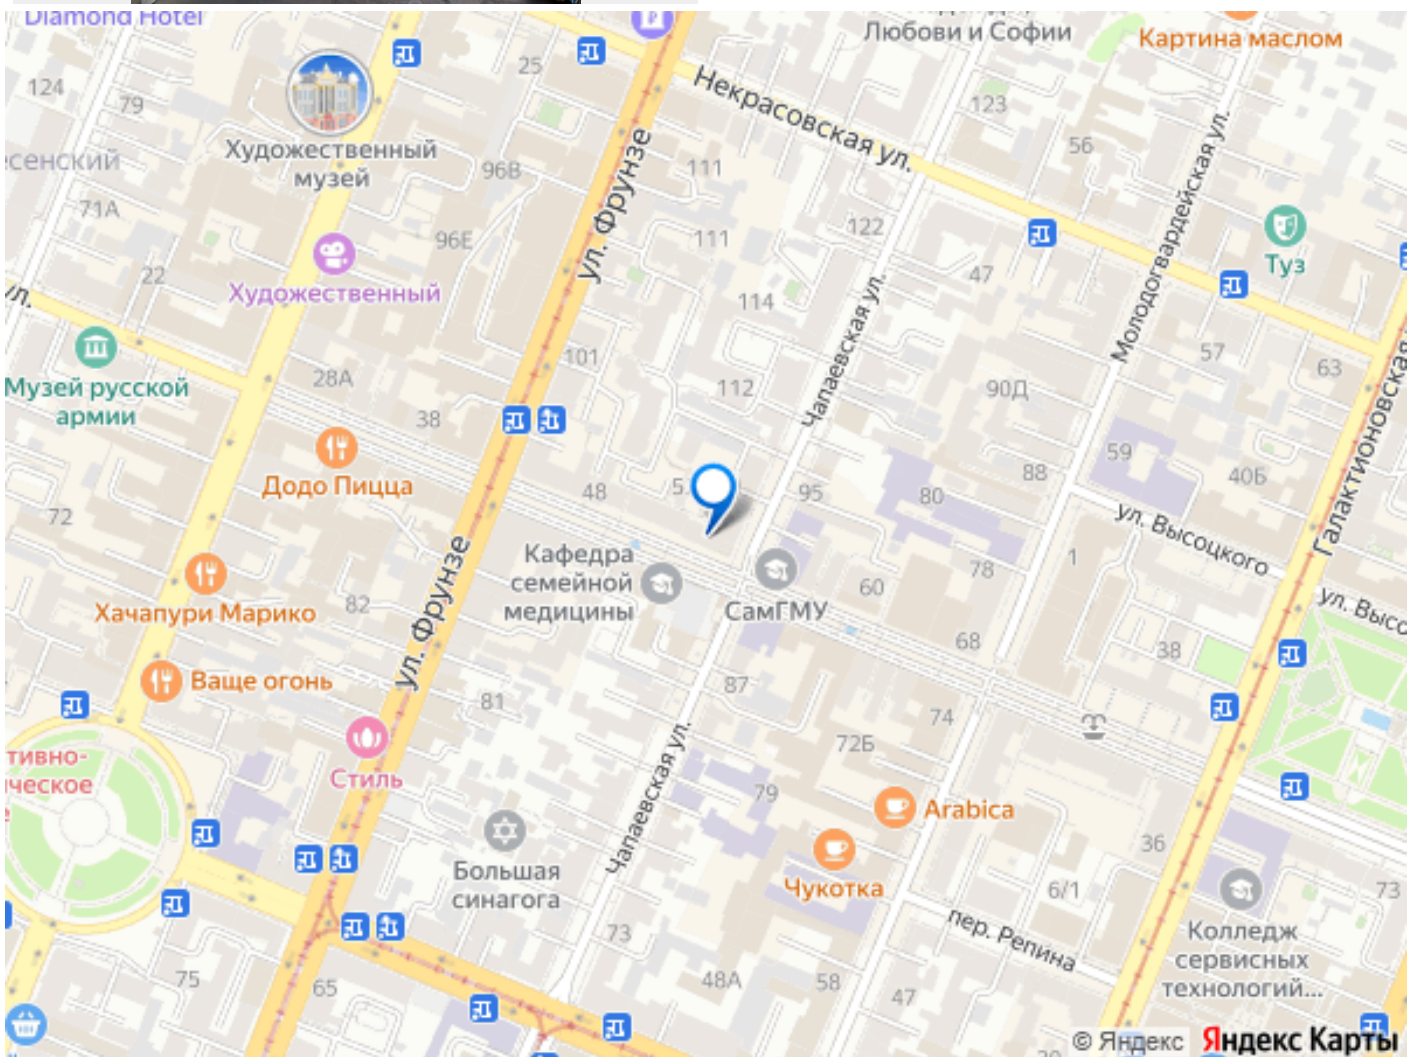 Diamond Hotel
Любови и Софии
Картина маслом
124
79
25
Некрасовская ул.
123
56
Художественный
музей
96В
ул. Фрунзе
111
Молодогвардейская ул.
есенский
71А
96Е
111
122
Туз
22
Художественный
114
47
ул.
Чапаевская ул.
Музей русской
армии
28А
101
112
57
63
90Д
38
Галактионовская
Додо Пицца
48
5
95
80
88
59
40Б
72
ул. Высоцкого
Кафедра
семейной
медицины
СамГМУ
60
78
1
ул. Высо
Хачапури Марико
82
ул. Фрунзе
68
38
Ваще огонь
81
87
74
72Б
тивно-
ческое
Стиль
Чапаевская ул.
79
Arabica
36
Большая
синагога
Чукотка
6/1
73
73
пер. Репина
Колледж
сервисных
технологий...
75
65
48А
58
47
© Яндекс Яндекс Карты